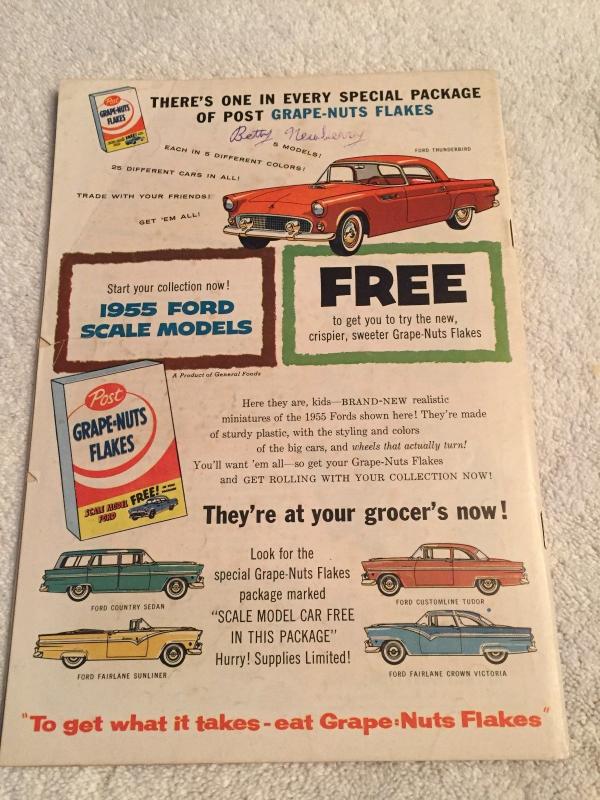 THERE'S ONE IN EVERY SPECIAL PACKAGE
OF POST GRAPE-NUTS FLAKES
Post
GRAPE-NUTS
FLAKES
Betty Newberry
5 MODELS!
EACH IN 5 DIFFERENT COLORS!
25 DIFFERENT CARS IN ALL!
TRADE WITH YOUR FRIENDS!
GET 'EM ALL!
FORD THUNDERBIRD
Start your collection now!
1955 FORD
SCALE MODELS
FREE
to get you to try the new,
crispier, sweeter Grape-Nuts Flakes
A Product of General Foods
Post
GRAPE-NUTS
FLAKES
SCALE MODEL FREE!
FORD
Here they are, kids—BRAND-NEW realistic
miniatures of the 1955 Fords shown here! They're made
of sturdy plastic, with the styling and colors
of the big cars, and wheels that actually turn!
You'll want 'em all—so get your Grape-Nuts Flakes
and GET ROLLING WITH YOUR COLLECTION NOW!
They're at your grocer's now!
FORD COUNTRY SEDAN
FORD FAIRLANE SUNLINER
Look for the
special Grape-Nuts Flakes
package marked
"SCALE MODEL CAR FREE
IN THIS PACKAGE"
Hurry! Supplies Limited!
FORD CUSTOMLINE TUDOR
FORD FAIRLANE CROWN VICTORIA
"To get what it takes-eat Grape-Nuts Flakes"